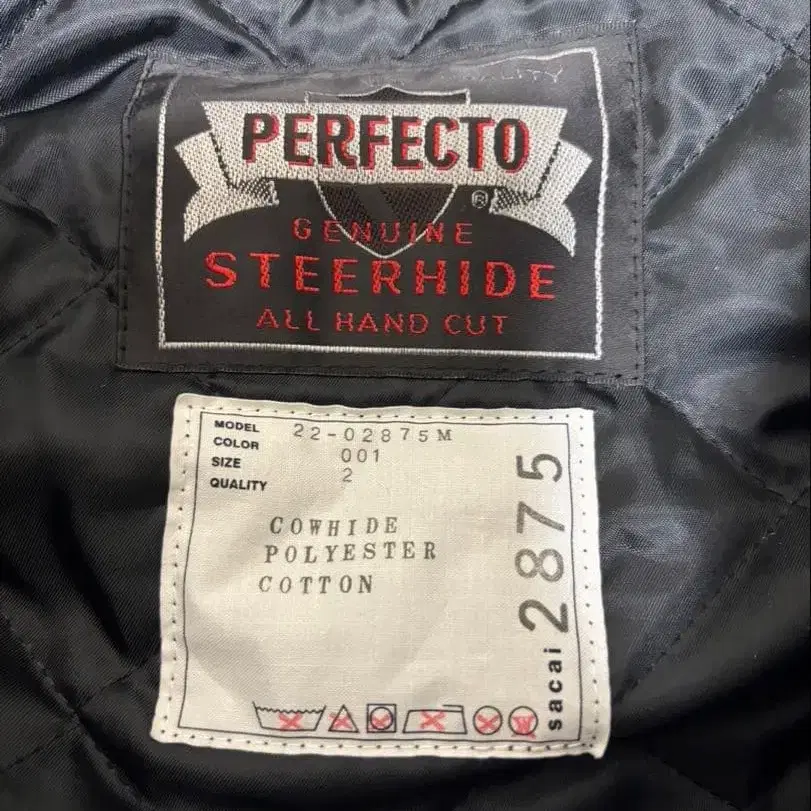 QUALITY
PERFECTO
®
GENUINE
STEERHIDE
ALL HAND CUT
MODEL 22-02875M
COLOR 001
SIZE 2
QUALITY
COWHIDE
POLYESTER
COTTON
sacai 2875